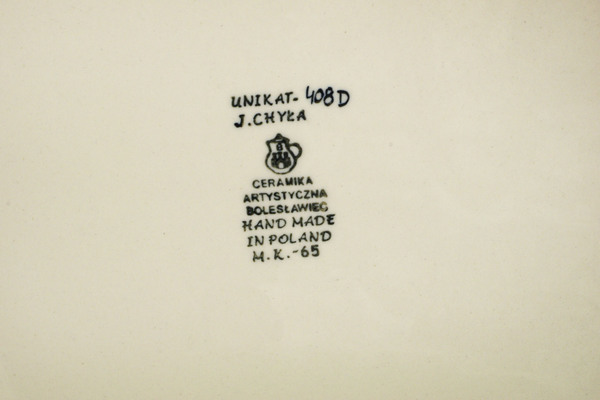 UNIKAT- 408D
J. CHYŁA
CERAMIKA
ARTYSTYCZNA
BOLESŁAWIEC
HAND MADE
IN POLAND
M.K.-65